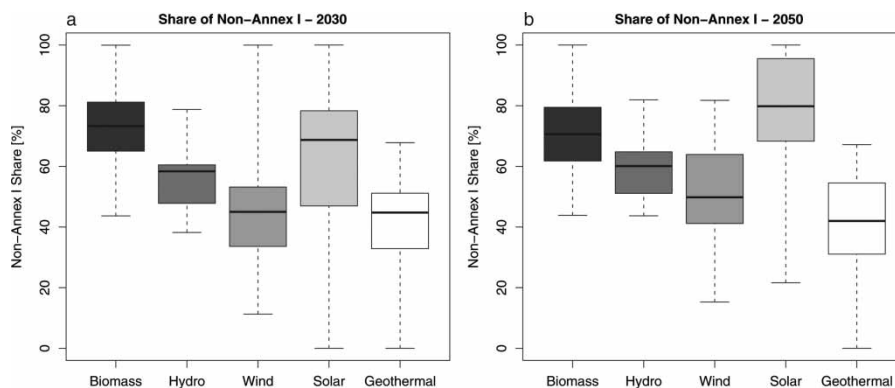 a
Share of Non−Annex I − 2030
Non−Annex I Share [%]
100
80
60
40
20
0
Biomass Hydro Wind Solar Geothermal
b
Share of Non−Annex I − 2050
Non−Annex I Share [%]
100
80
60
40
20
0
Biomass Hydro Wind Solar Geothermal